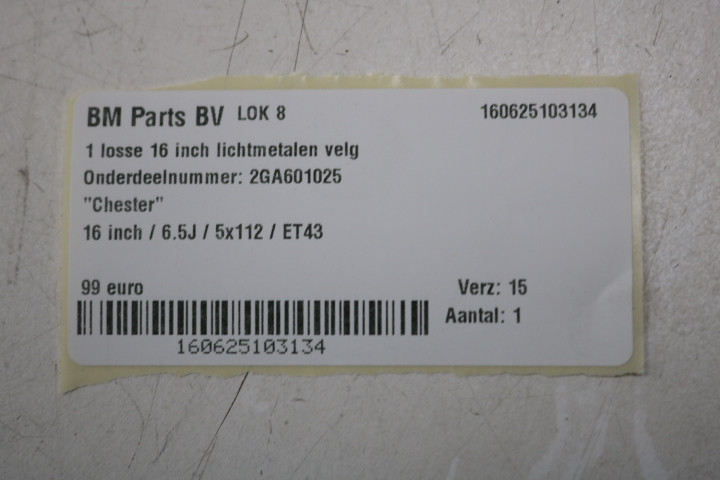 BM Parts BV LOK 8 160625103134
1 losse 16 inch lichtmetalen velg
Onderdeelnummer: 2GA601025
"Chester"
16 inch / 6.5J / 5x112 / ET43
99 euro Verz: 15
Aantal: 1
160625103134